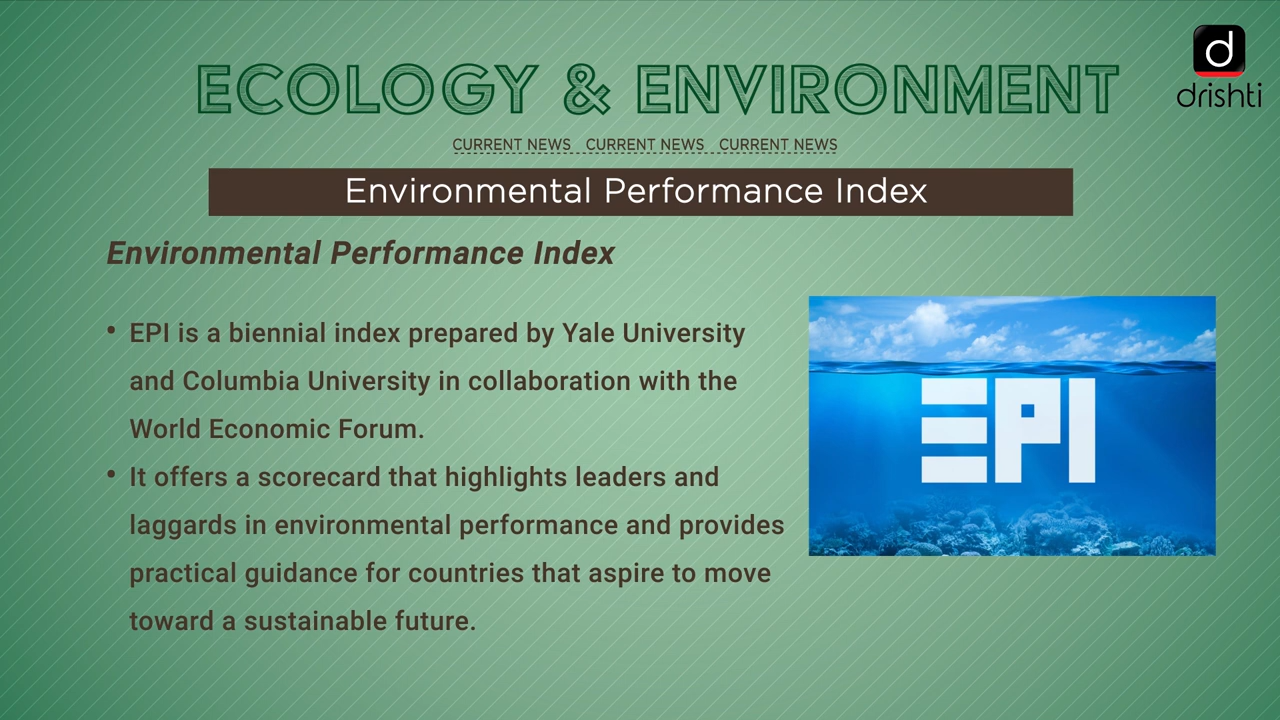 ECOLOGY & ENVIRONMENT
d
drishti
CURRENT NEWS CURRENT NEWS CURRENT NEWS
Environmental Performance Index
Environmental Performance Index
• EPI is a biennial index prepared by Yale University
and Columbia University in collaboration with the
World Economic Forum.
• It offers a scorecard that highlights leaders and
laggards in environmental performance and provides
practical guidance for countries that aspire to move
toward a sustainable future.
EPI